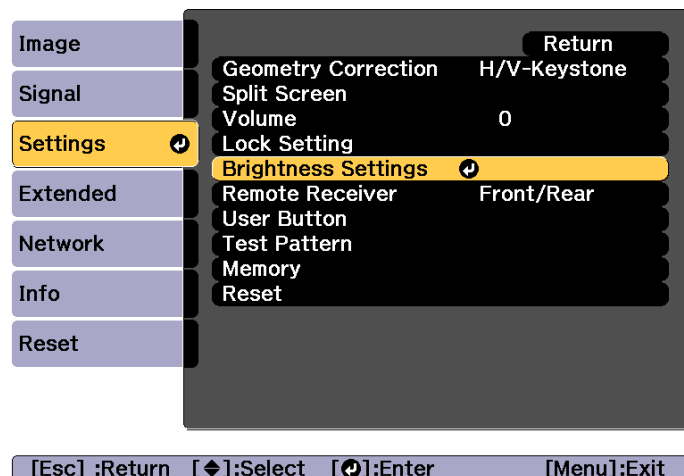 Image
Signal
Settings
Extended
Network
Info
Reset
Return
Geometry Correction H/V-Keystone
Split Screen
Volume 0
Lock Setting
Brightness Settings
Remote Receiver Front/Rear
User Button
Test Pattern
Memory
Reset
[Esc] :Return [◆]:Select [↵]:Enter [Menu]:Exit